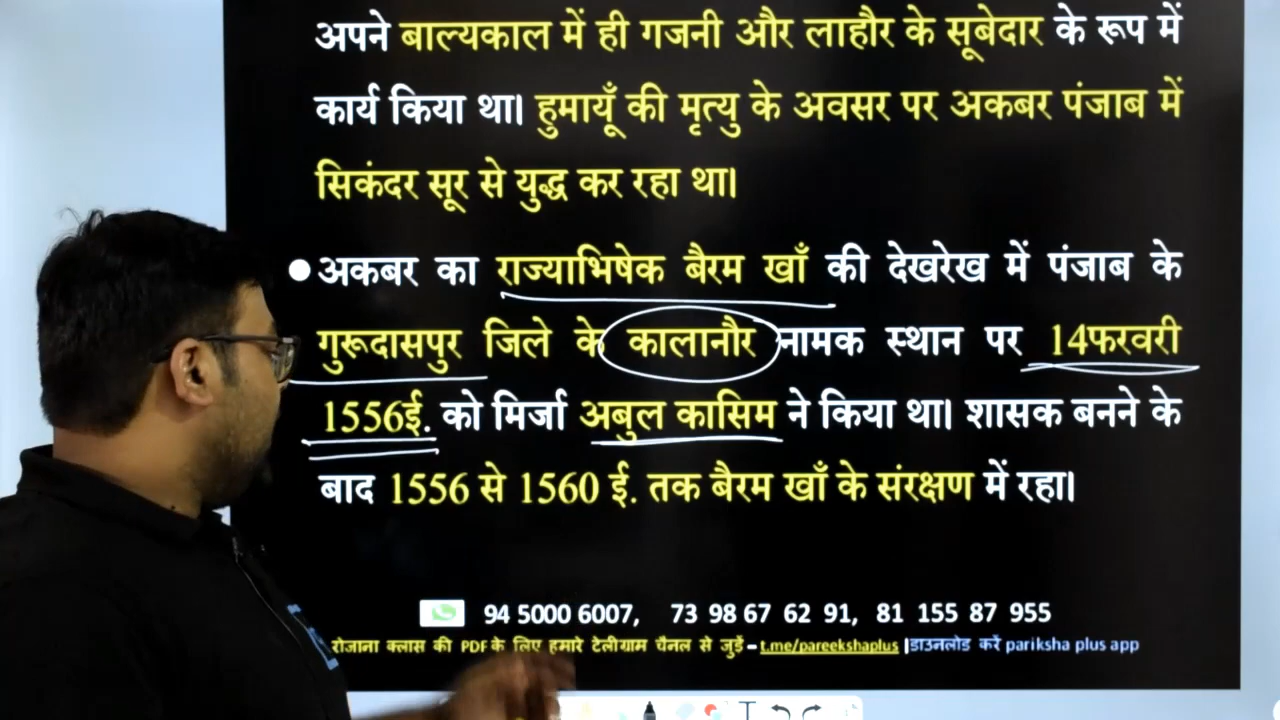 अपने बाल्यकाल में ही गजनी और लाहौर के सूबेदार के रूप में
कार्य किया था। हुमायूँ की मृत्यु के अवसर पर अकबर पंजाब में
सिकंदर सूर से युद्ध कर रहा था।
●अकबर का राज्याभिषेक बैरम खाँ की देखरेख में पंजाब के
गुरूदासपुर जिले के कालानौर नामक स्थान पर 14फरवरी
1556ई. को मिर्जा अबुल कासिम ने किया था। शासक बनने के
बाद 1556 से 1560 ई. तक बैरम खाँ के संरक्षण में रहा।
94 5000 6007, 73 98 67 62 91, 81 155 87 955
रोजाना क्लास की PDF के लिए हमारे टेलीग्राम चैनल से जुड़ें – t.me/pareekshaplus |डाउनलोड करें pariksha plus app